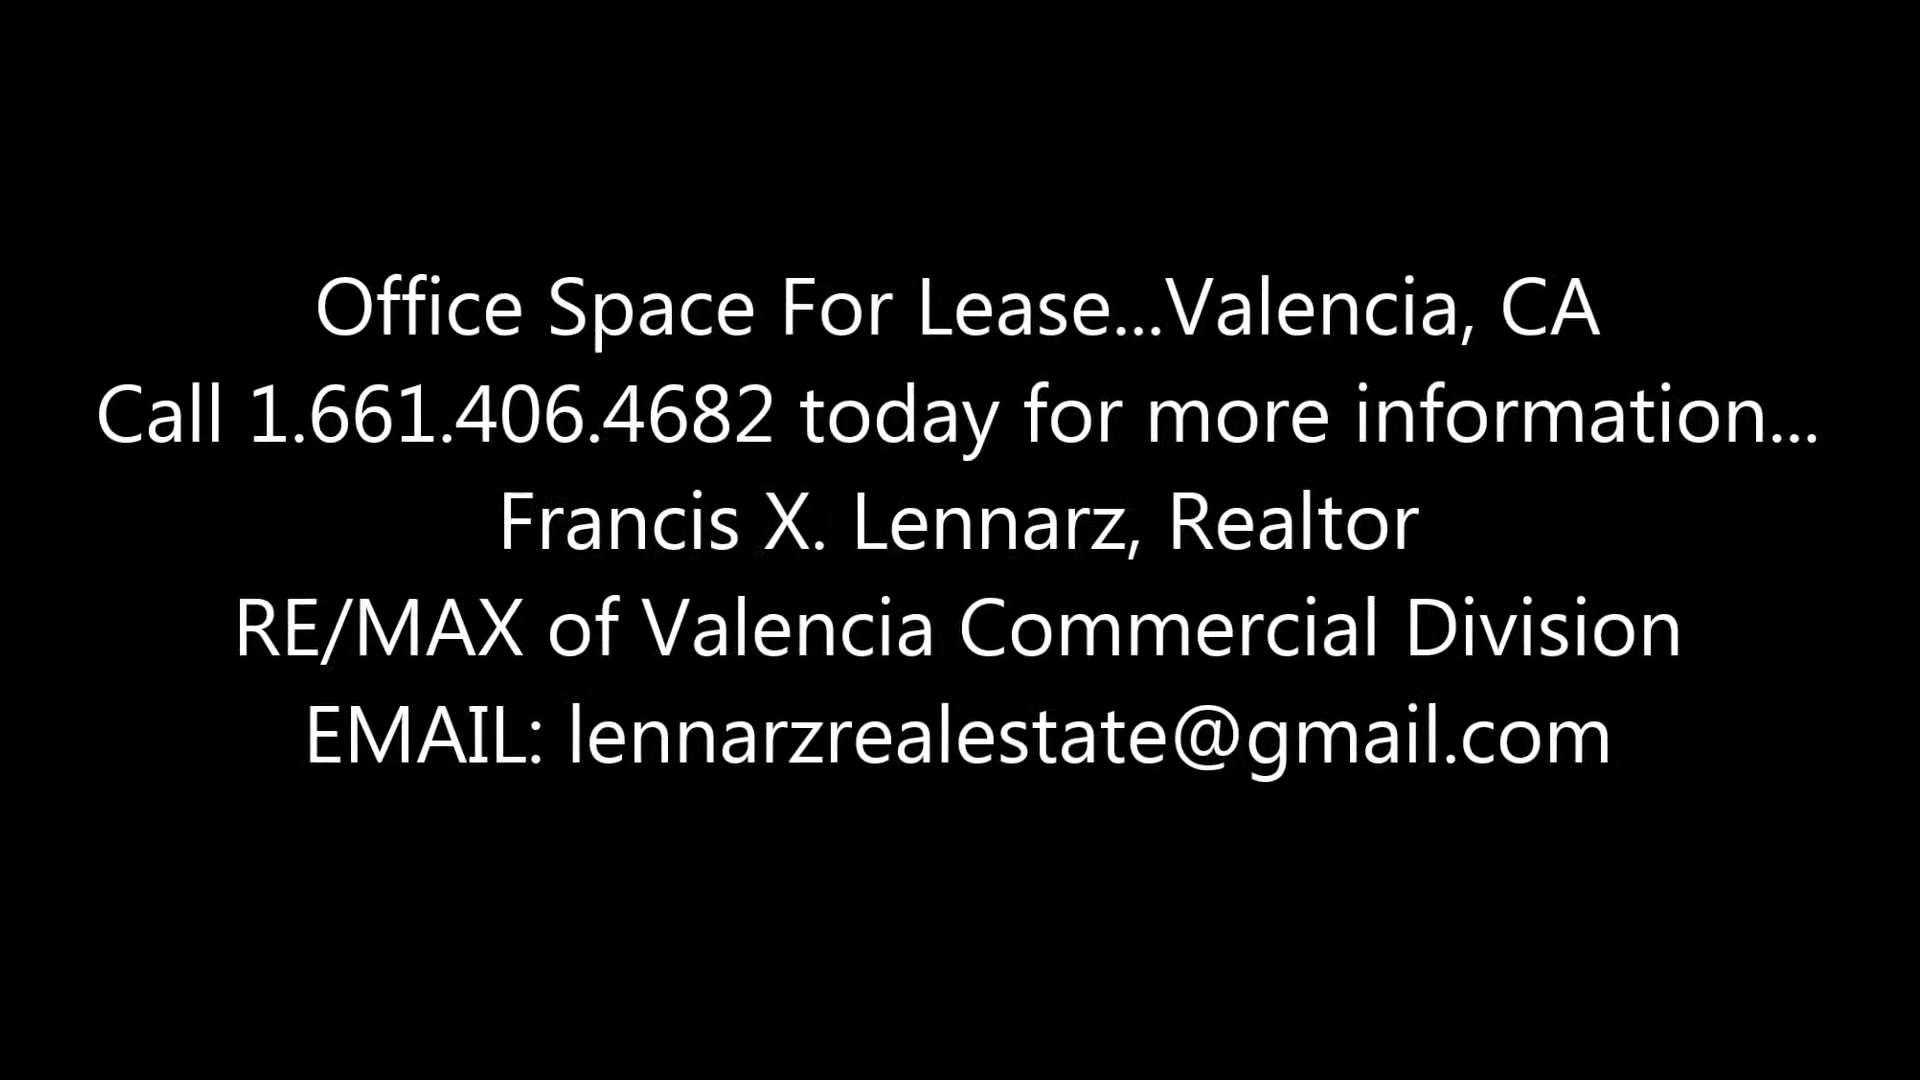 Office Space For Lease...Valencia, CA
Call 1.661.406.4682 today for more information...
Francis X. Lennarz, Realtor
RE/MAX of Valencia Commercial Division
EMAIL: lennarzrealestate@gmail.com